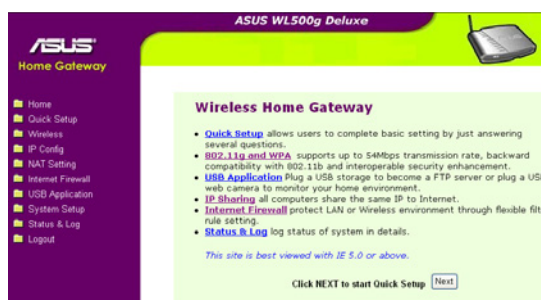 ASUS WL500g Deluxe
ASUS
Home Gateway
Home
Quick Setup
Wireless
IP Config
NAT Setting
Internet Firewall
USB Application
System Setup
Status & Log
Logout
Wireless Home Gateway
Quick Setup allows users to complete basic setting by just answering
several questions.
802.11g and WPA supports up to 54Mbps transmission rate, backward
compatibility with 802.11b and interoperable security enhancement.
USB Application Plug a USB storage to become a FTP server or plug a US
web camera to monitor your home environment.
IP Sharing all computers share the same IP to Internet.
Internet Firewall protect LAN or Wireless environment through flexible filt
rule setting.
Status & Log log status of system in details.
This site is best viewed with IE 5.0 or above.
Click NEXT to start Quick Setup Next